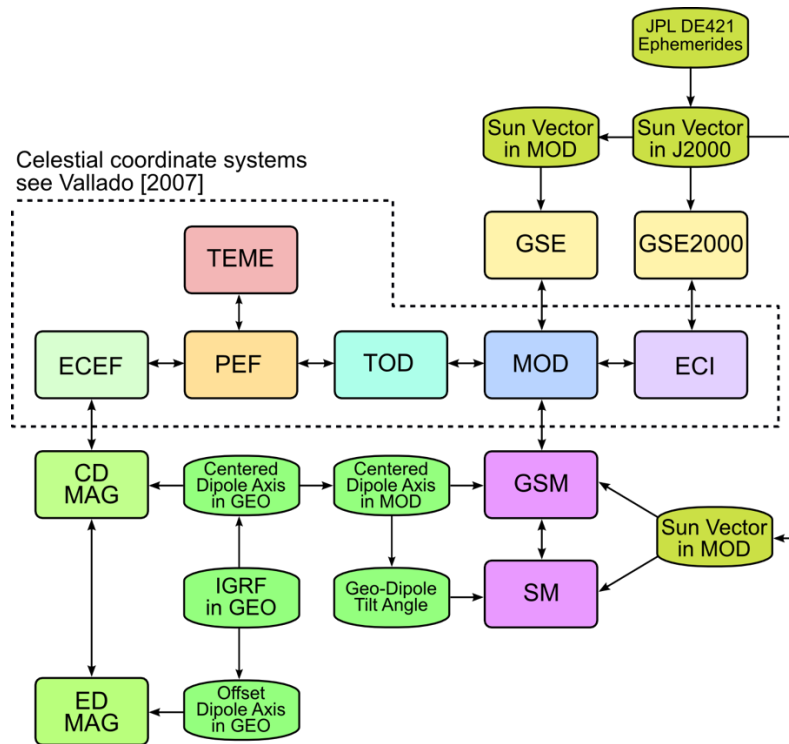 JPL DE421
Ephemerides
Sun Vector
in MOD
Sun Vector
in J2000
Celestial coordinate systems
see Vallado [2007]
GSE
GSE2000
TEME
ECEF
PEF
TOD
MOD
ECI
CD
MAG
Centered
Dipole Axis
in GEO
Centered
Dipole Axis
in MOD
GSM
Sun Vector
in MOD
IGRF
in GEO
Geo-Dipole
Tilt Angle
SM
ED
MAG
Offset
Dipole Axis
in GEO